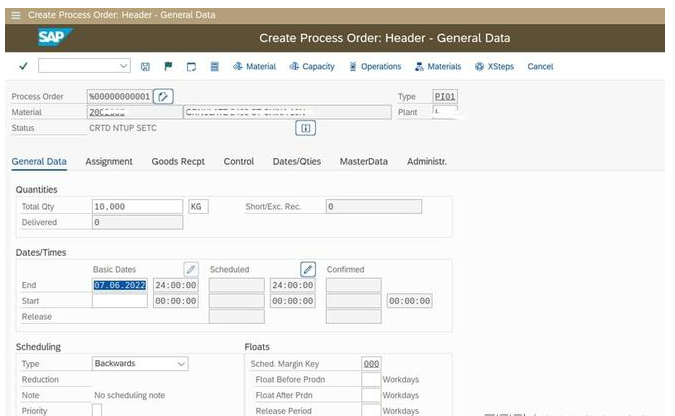 Create Process Order: Header - General Data
SAP Create Process Order: Header - General Data
Material Capacity Operations Materials XSteps Cancel
Process Order %00000000001 Type PI01
Material Plant
Status CRTD NTUP SETC
General Data Assignment Goods Recpt Control Dates/Qties MasterData Administr.
Quantities
Total Qty 10,000 KG Short/Exc. Rec. 0
Delivered 0
Dates/Times
Basic Dates Scheduled Confirmed
End 07.06.2022 24:00:00 24:00:00
Start 00:00:00 00:00:00 00:00:00
Release
Scheduling Floats
Type Backwards Sched. Margin Key 000
Reduction Float Before Prodn Workdays
Note No scheduling note Float After Prdn Workdays
Priority Release Period Workdays